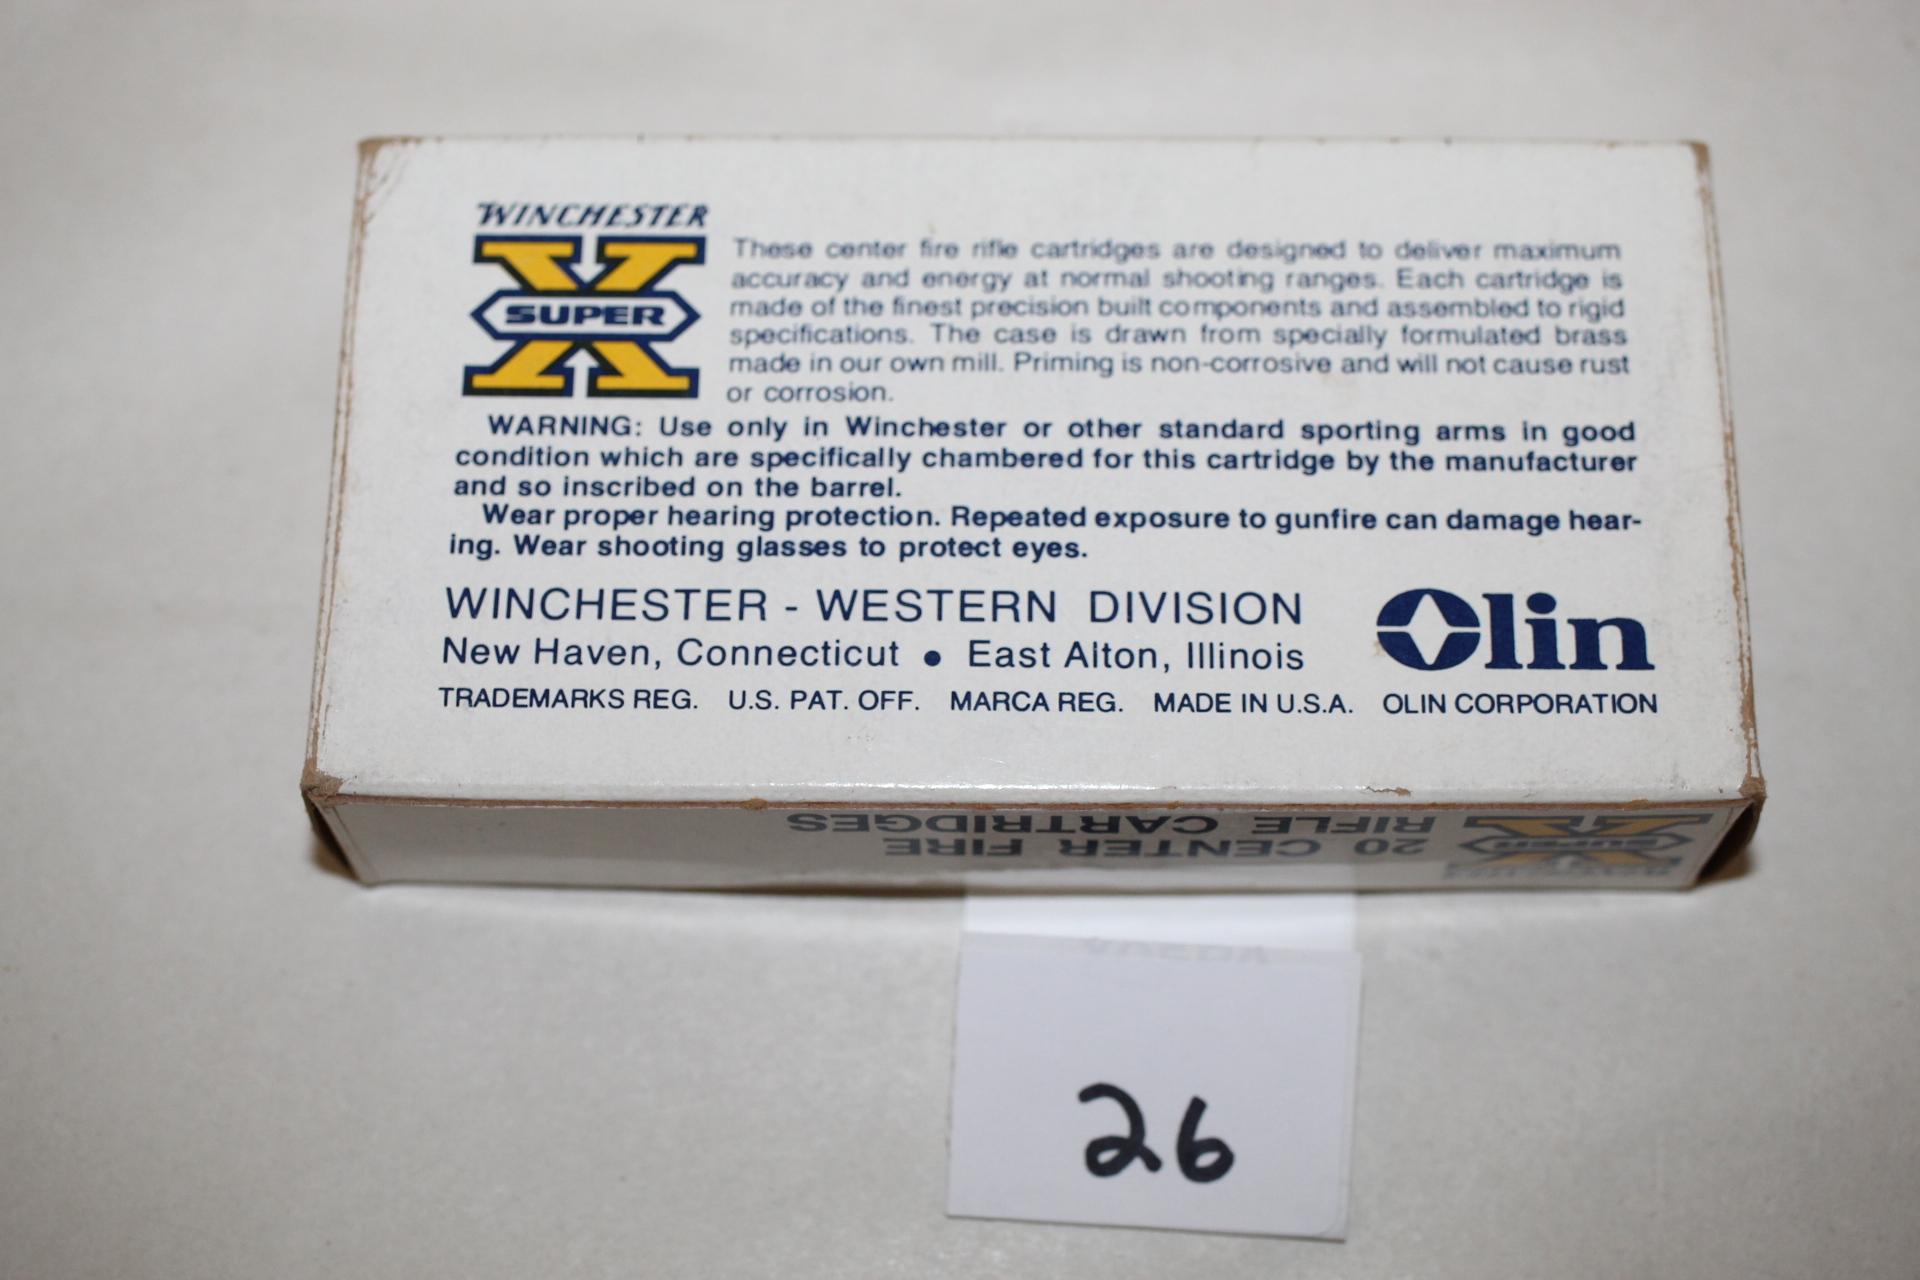 WINCHESTER
SUPER
X
These center fire rifle cartridges are designed to deliver maximum
accuracy and energy at normal shooting ranges. Each cartridge is
made of the finest precision built components and assembled to rigid
specifications. The case is drawn from specially formulated brass
made in our own mill. Priming is non-corrosive and will not cause rust
or corrosion.
WARNING: Use only in Winchester or other standard sporting arms in good
condition which are specifically chambered for this cartridge by the manufacturer
and so inscribed on the barrel.
Wear proper hearing protection. Repeated exposure to gunfire can damage hear-
ing. Wear shooting glasses to protect eyes.
WINCHESTER - WESTERN DIVISION
Olin
New Haven, Connecticut • East Alton, Illinois
TRADEMARKS REG. U.S. PAT. OFF. MARCA REG. MADE IN U.S.A. OLIN CORPORATION
20 CENTER FIRE
RIFLE CARTRIDGES
SUPER
X
26